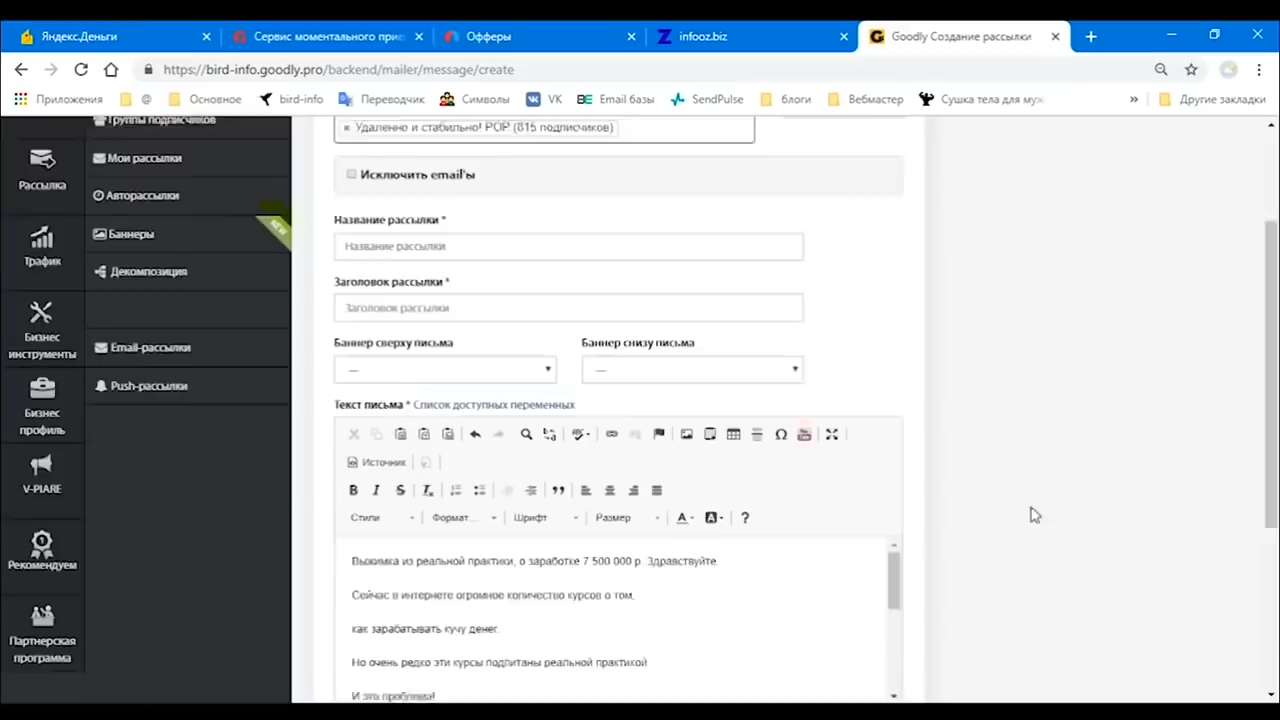 Яндекс.Деньги
Сервис моментального прие
Офферы
infooz.biz
Goodly Создание рассылки
https://bird-info.goodly.pro/backend/mailer/message/create
Приложения
@
Основное
bird-info
Переводчик
Символы
VK
Email базы
SendPulse
блоги
Вебмастер
Сушка тела для муж
»
Другие закладки
Группы подписчиков
Удаленно и стабильно! POP (815 подписчиков)
Рассылка
Мои рассылки
Исключить email'ы
Авторассылки
Название рассылки *
Трафик
Баннеры
NEW
Название рассылки
Декомпозиция
Заголовок рассылки *
Заголовок рассылки
Бизнес
инструменты
Email-рассылки
Баннер сверху письма
Баннер снизу письма
---
---
Push-рассылки
Бизнес
профиль
Текст письма * Список доступных переменных
Источник
V-PIARE
Стили
Формат...
Шрифт
Размер
Рекомендуем
Выжимка из реальной практики, о заработке 7 500 000 р. Здравствуйте
Сейчас в интернете огромное количество курсов о том,
Партнерская
программа
как зарабатывать кучу денег.
Но очень редко эти курсы подпитаны реальной практикой
И это проблема!